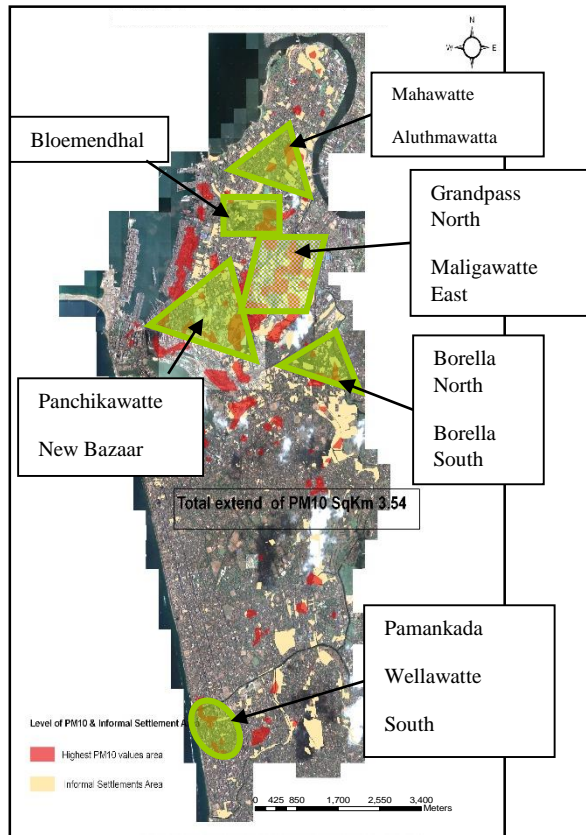 N
W
E
S
Mahawatte
Aluthmawatta
Bloemendhal
Grandpass
North
Maligawatte
East
Borella
North
Borella
South
Panchikawatte
New Bazaar
Total extend of PM10 SqKm 3.54
Pamankada
Wellawatte
South
Level of PM10 & Informal Settlement A
Highest PM10 values area
Informal Settlements Area
0 425 850 1,700 2,550 3,400
Meters